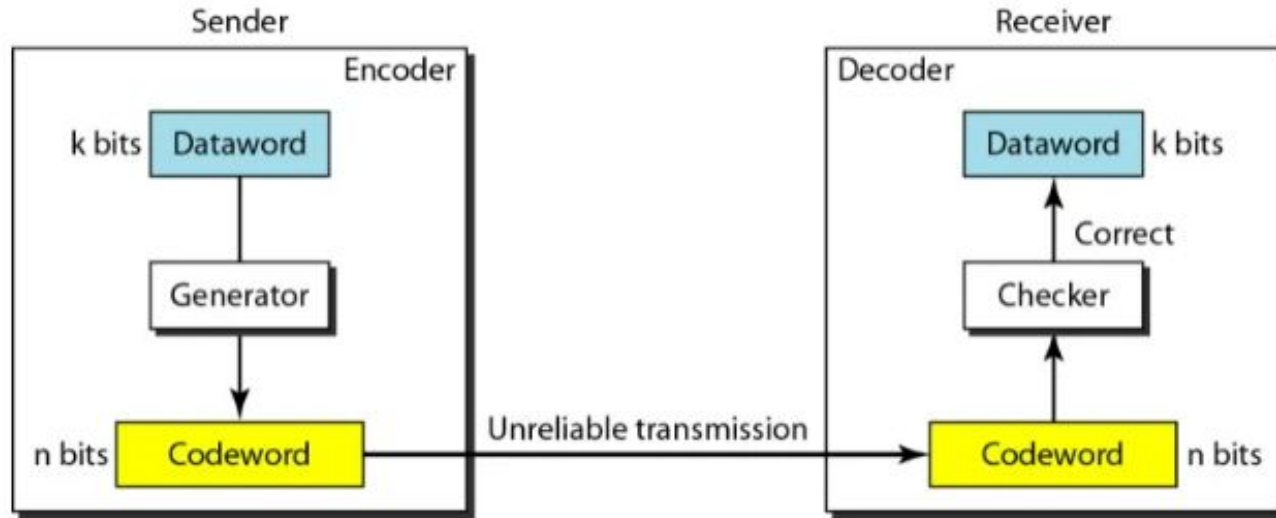 Sender
Encoder
k bits Dataword
Generator
n bits Codeword
Unreliable transmission
Receiver
Decoder
Dataword k bits
Correct
Checker
Codeword n bits